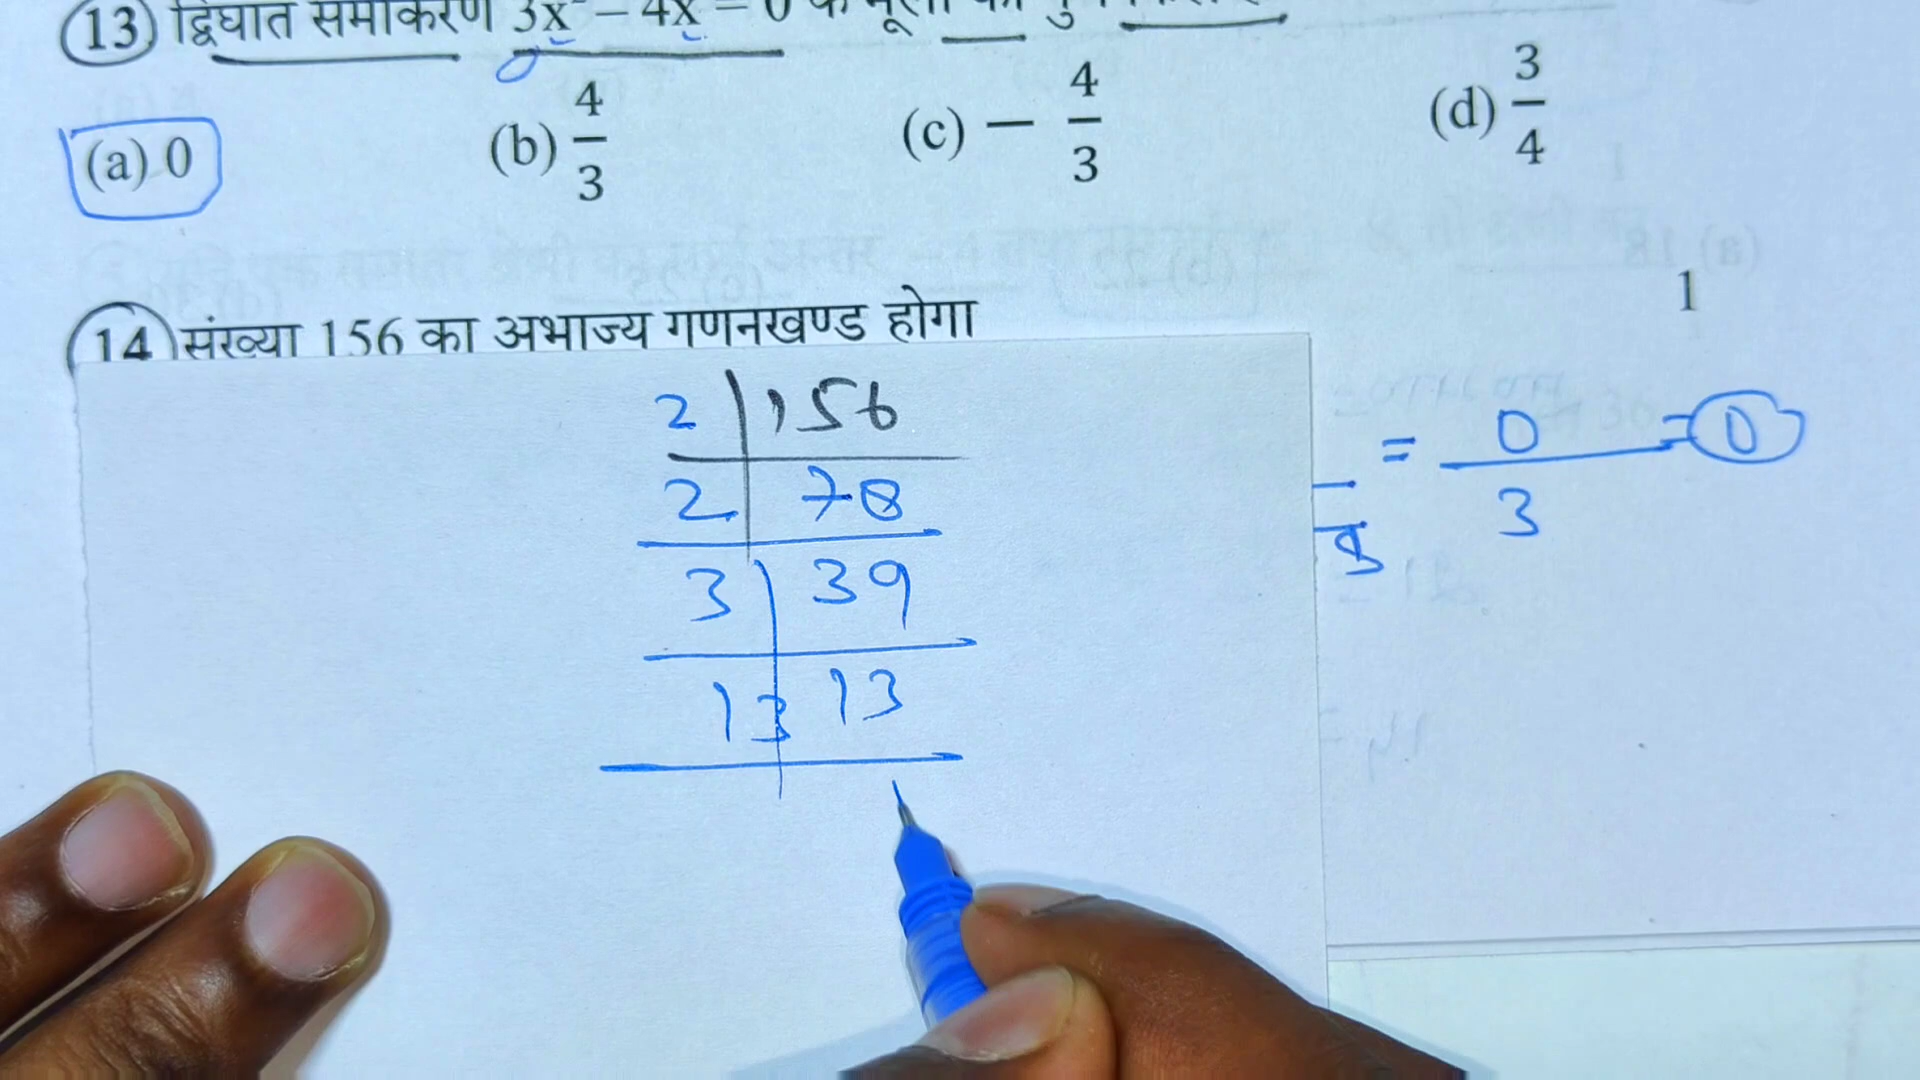 13) द्विघात समीकरण 3x² – 4x = 0 के मूलों का
(a) 0 (b) 4/3 (c) – 4/3 (d) 3/4
1
14) संख्या 156 का अभाज्य गणनखण्ड होगा
2 | 156
2 | 78
3 | 39
13 | 13
= 0/3 = 0